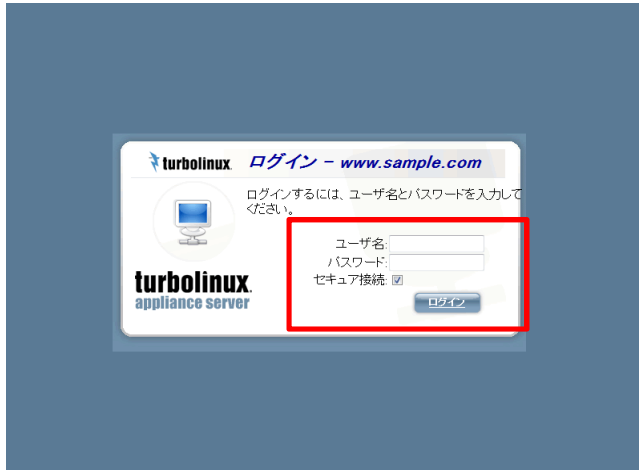 turbolinux. ログイン - www.sample.com
ログインするには、ユーザ名とパスワードを入力して
ください。
ユーザ名:
パスワード:
セキュア接続:
turbolinux.
appliance server
ログイン